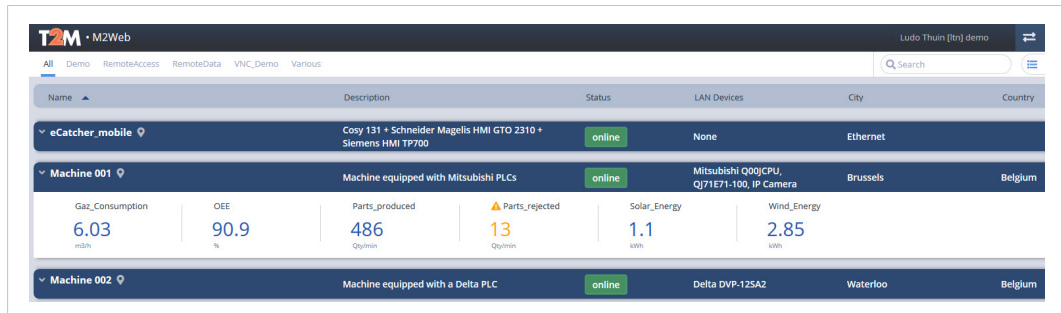 T2M • M2Web
Ludo Thuin [ltn] demo
All Demo RemoteAccess RemoteData VNC_Demo Various
Search
Name Description Status LAN Devices City Country
eCatcher_mobile
Cosy 131 + Schneider Magelis HMI GTO 2310 +
Siemens HMI TP700
online
None
Ethernet
Machine 001
Machine equipped with Mitsubishi PLCs
online
Mitsubishi Q00JCPU,
QJ71E71-100, IP Camera
Brussels
Belgium
Gaz_Consumption OEE Parts_produced Parts_rejected Solar_Energy Wind_Energy
6.03 90.9 486 13 1.1 2.85
m3/h % Qty/min Qty/min kWh kWh
Machine 002
Machine equipped with a Delta PLC
online
Delta DVP-12SA2
Waterloo
Belgium